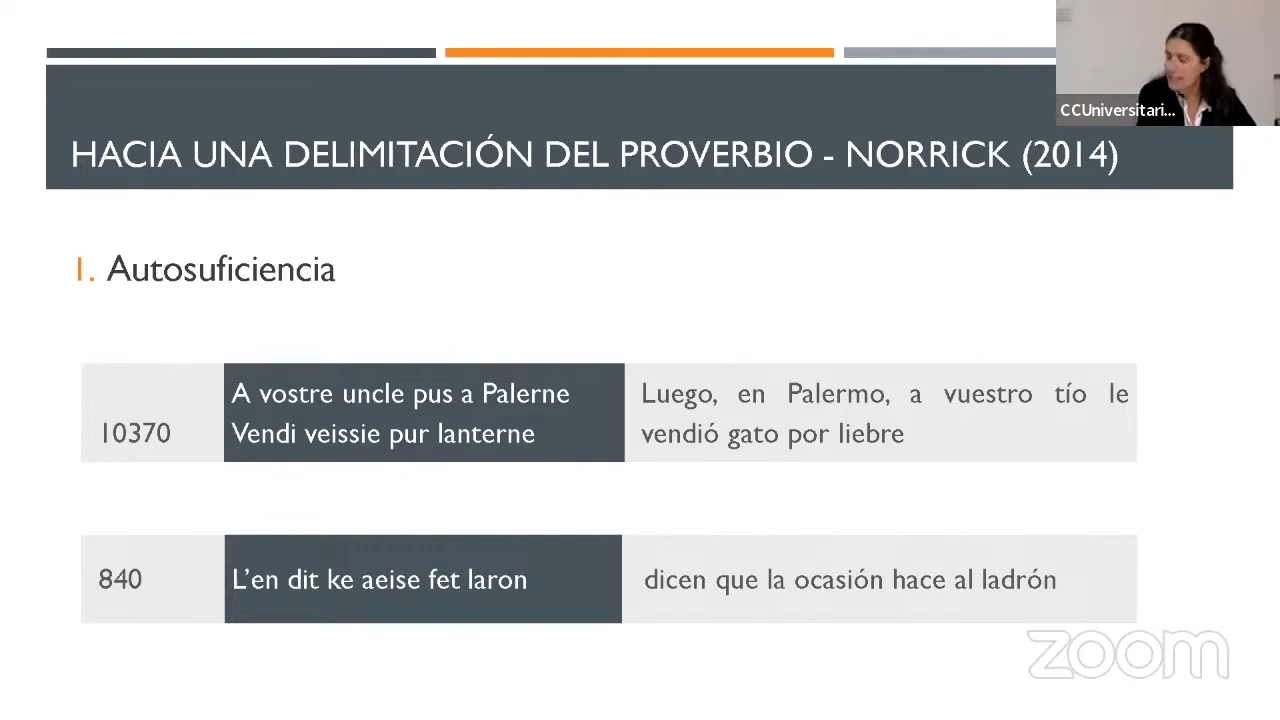 CCUniversitari...
HACIA UNA DELIMITACIÓN DEL PROVERBIO - NORRICK (2014)
1. Autosuficiencia
A vostre uncle pus a Palerne
10370 Vendi veissie pur lanterne
Luego, en Palermo, a vuestro tío le
vendió gato por liebre
840 L'en dit ke aeise fet laron dicen que la ocasión hace al ladrón
zoom